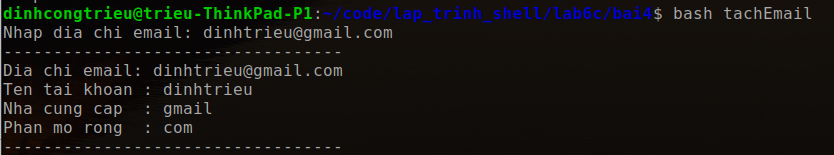 dinhcongtrieu@trieu-ThinkPad-P1:~/code/lap_trinh_shell/lab6c/bai4$ bash tachEmail
Nhap dia chi email: dinhtrieu@gmail.com
---------------------------------
Dia chi email: dinhtrieu@gmail.com
Ten tai khoan : dinhtrieu
Nha cung cap  : gmail
Phan mo rong  : com
---------------------------------